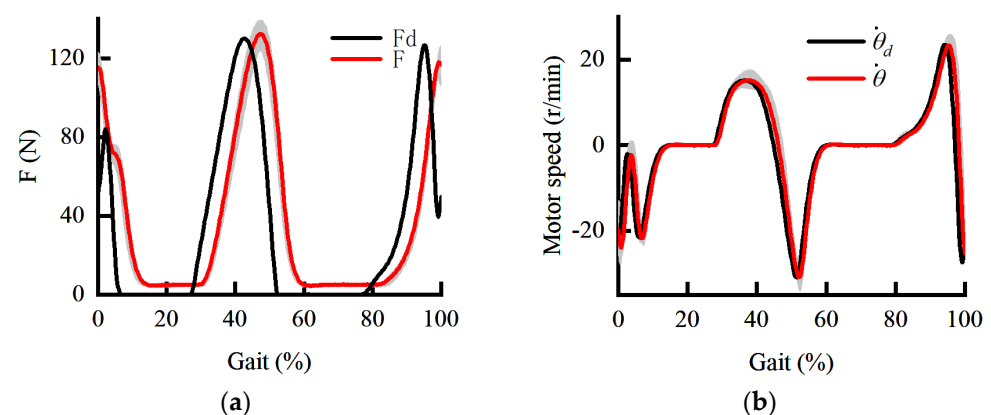 F (N)
120
80
40
0
0 20 40 60 80 100
Gait (%)
Fd
F
(a)
Motor speed (r/min)
20
0
-20
0 20 40 60 80 100
Gait (%)
θ̇d
θ̇
(b)